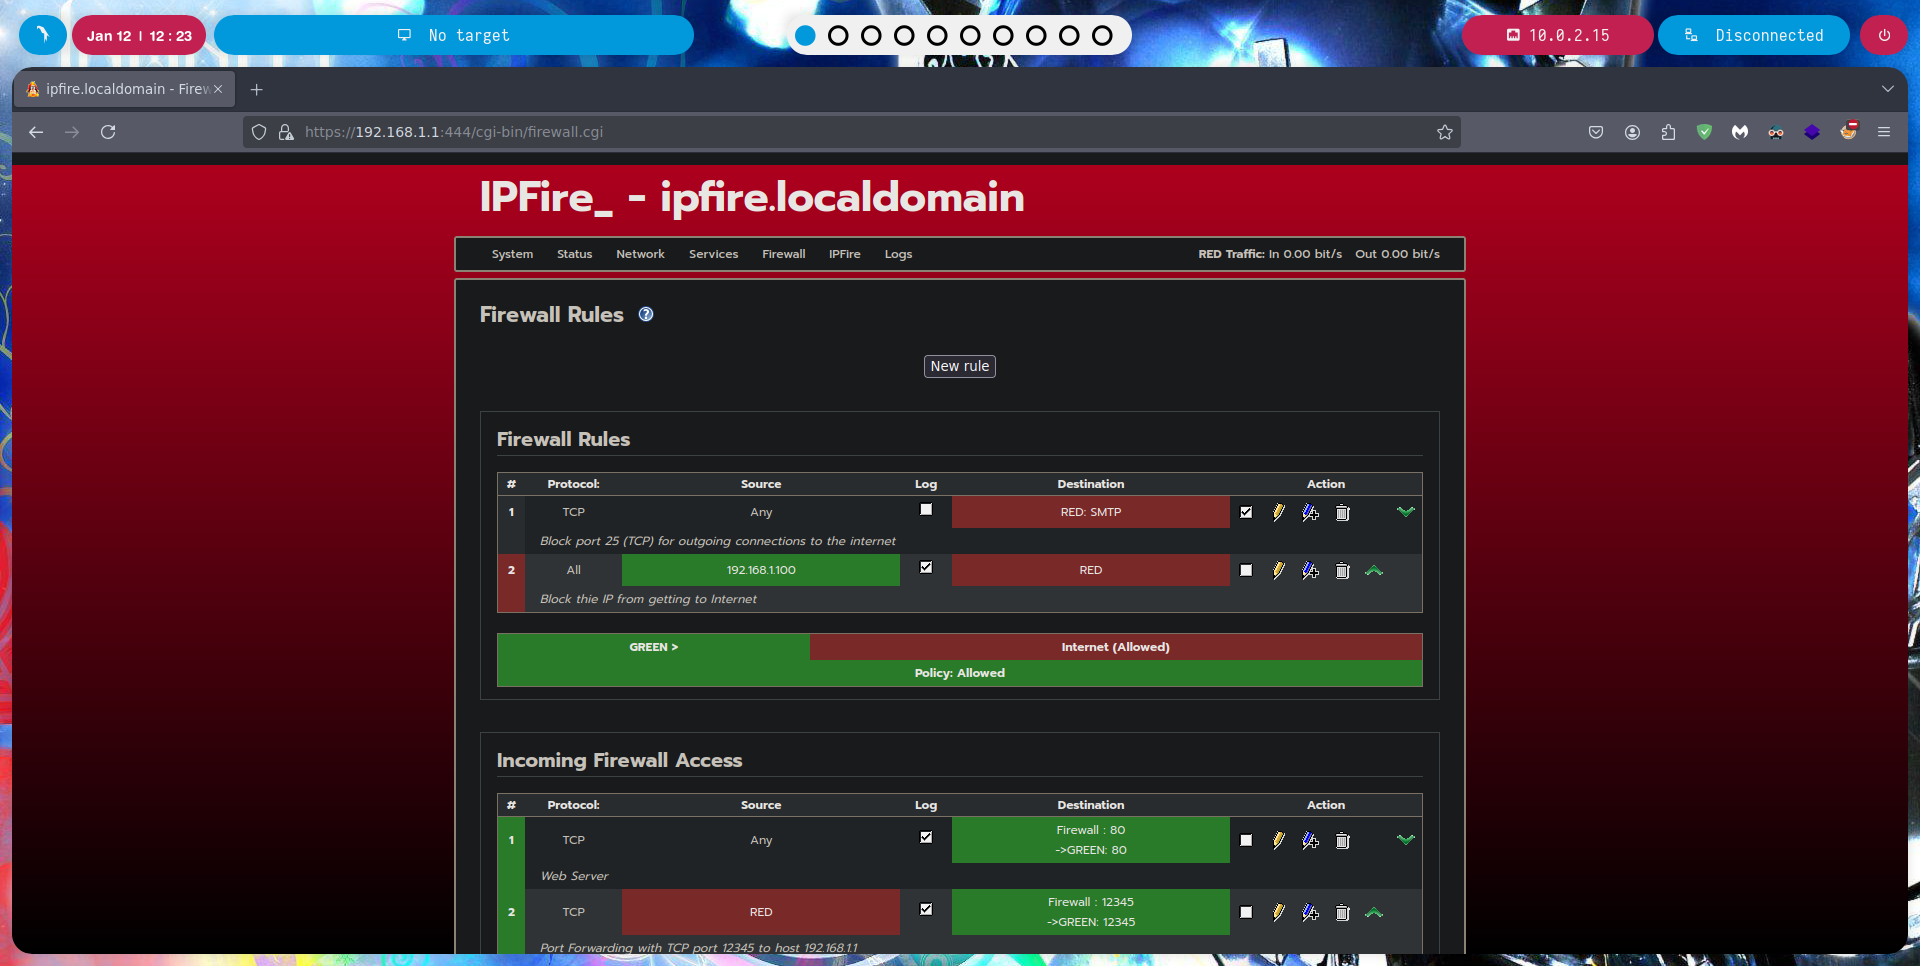 Jan 12 | 12 : 23
No target
10.0.2.15
Disconnected
ipfire.localdomain - Firew
https://192.168.1.1:444/cgi-bin/firewall.cgi
IPFire_ - ipfire.localdomain
System Status Network Services Firewall IPFire Logs RED Traffic: In 0.00 bit/s Out 0.00 bit/s
Firewall Rules ?
New rule
Firewall Rules
# Protocol: Source Log Destination Action
1 TCP Any RED: SMTP
Block port 25 (TCP) for outgoing connections to the internet
2 All 192.168.1.100 RED
Block thie IP from getting to Internet
GREEN > Internet (Allowed)
Policy: Allowed
Incoming Firewall Access
# Protocol: Source Log Destination Action
1 TCP Any Firewall : 80
->GREEN: 80
Web Server
2 TCP RED Firewall : 12345
->GREEN: 12345
Port Forwarding with TCP port 12345 to host 192.168.1.1